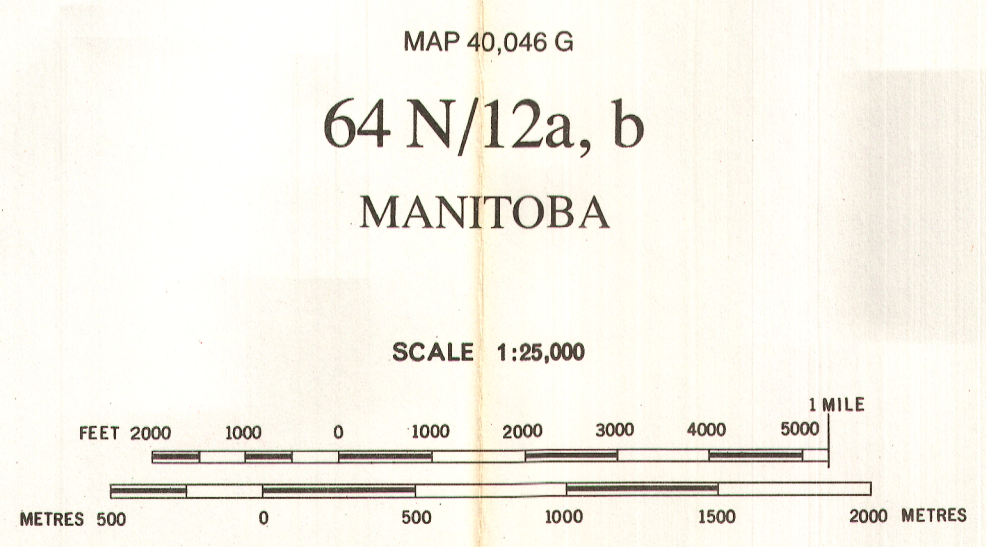 MAP 40,046 G
64 N/12a, b
MANITOBA
SCALE 1:25,000
1 MILE
FEET 2000 1000 0 1000 2000 3000 4000 5000
METRES 500 0 500 1000 1500 2000 METRES